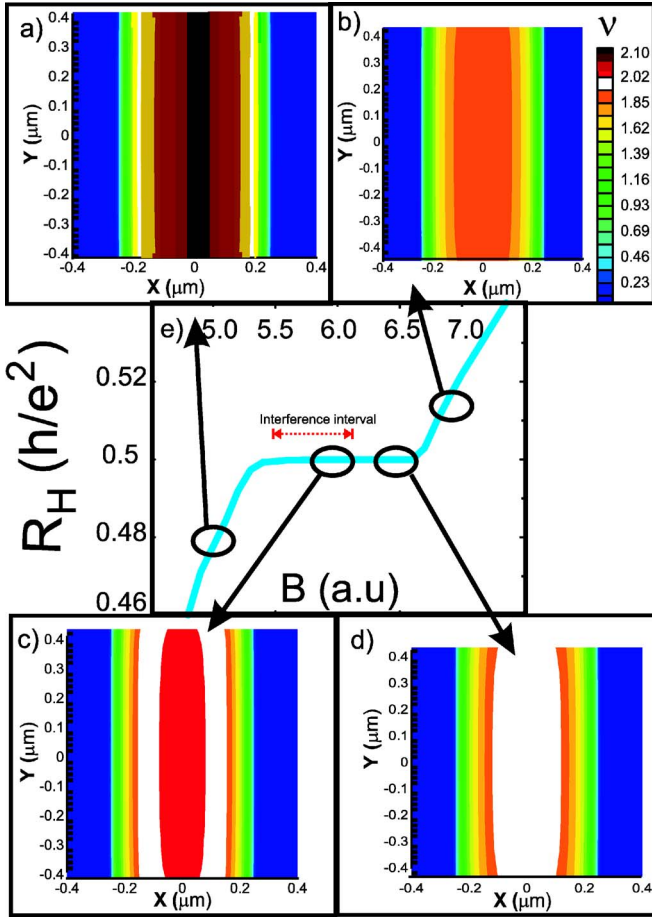 a)
0.4
0.3
0.2
0.1
0
-0.1
-0.2
-0.3
-0.4
Y (μm)
-0.4 -0.2 0 0.2 0.4
X (μm)
b)
0.4
0.3
0.2
0.1
0
-0.1
-0.2
-0.3
-0.4
Y (μm)
-0.4 -0.2 0 0.2 0.4
X (μm)
ν
2.10
2.02
1.85
1.62
1.39
1.16
0.93
0.69
0.46
0.23
e) 5.0 5.5 6.0 6.5 7.0
0.52
0.5
0.48
0.46
R_H (h/e²)
Interference interval
B (a.u)
c)
0.4
0.3
0.2
0.1
0
-0.1
-0.2
-0.3
-0.4
Y (μm)
-0.4 -0.2 0 0.2 0.4
X (μm)
d)
0.4
0.3
0.2
0.1
0
-0.1
-0.2
-0.3
-0.4
Y (μm)
-0.4 -0.2 0 0.2 0.4
X (μm)